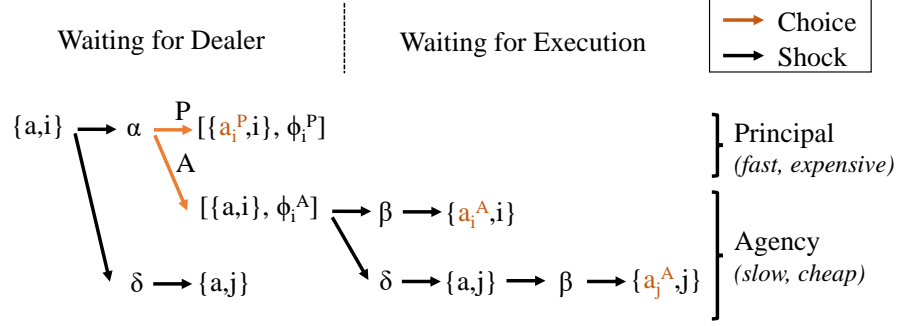 Waiting for Dealer
Waiting for Execution
Choice
Shock
{a,i} α P [{a_i^P,i}, ϕ_i^P]
Principal
(fast, expensive)
A
[{a,i}, ϕ_i^A] β {a_i^A,i}
Agency
(slow, cheap)
δ {a,j} δ {a,j} β {a_j^A,j}